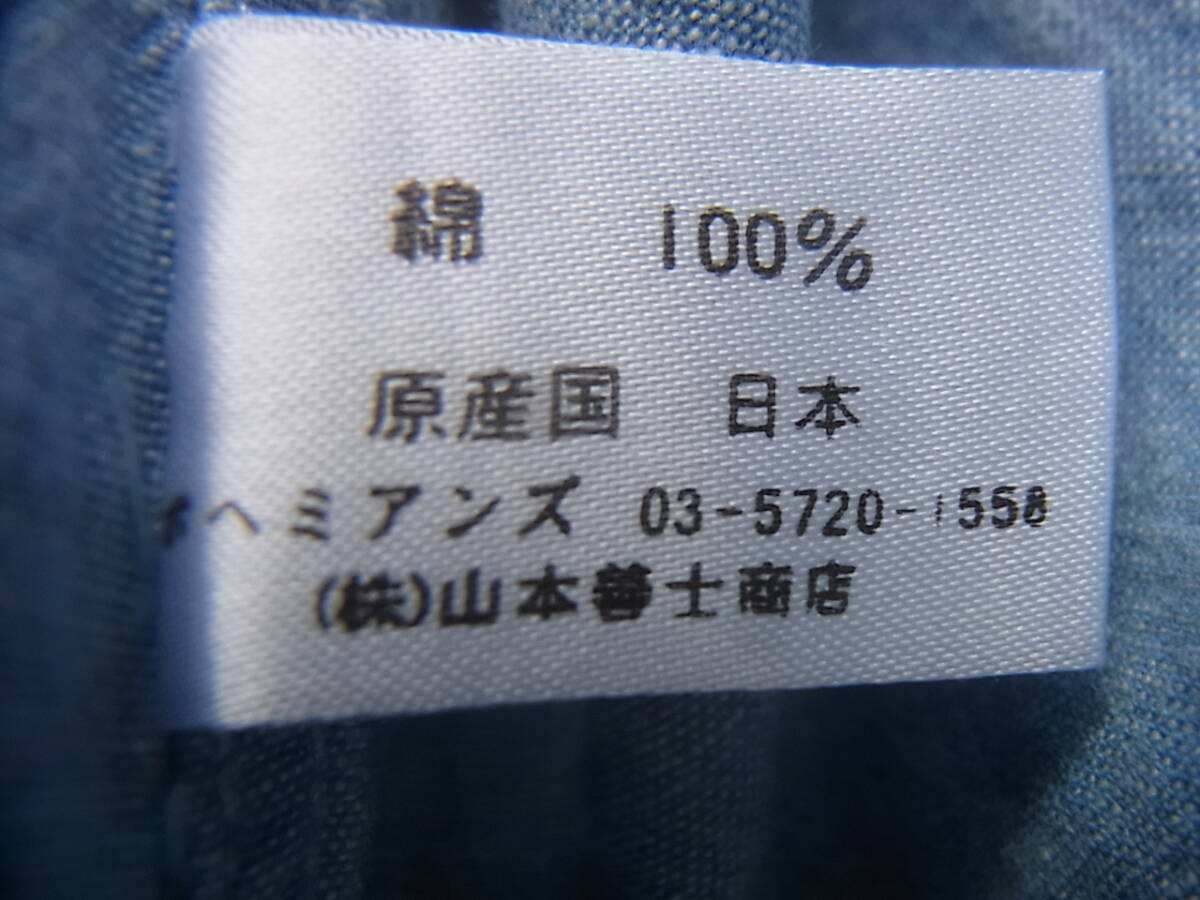 綿 100%
原産国 日本
ボヘミアンズ 03-5720-1558
(株)山本善士商店